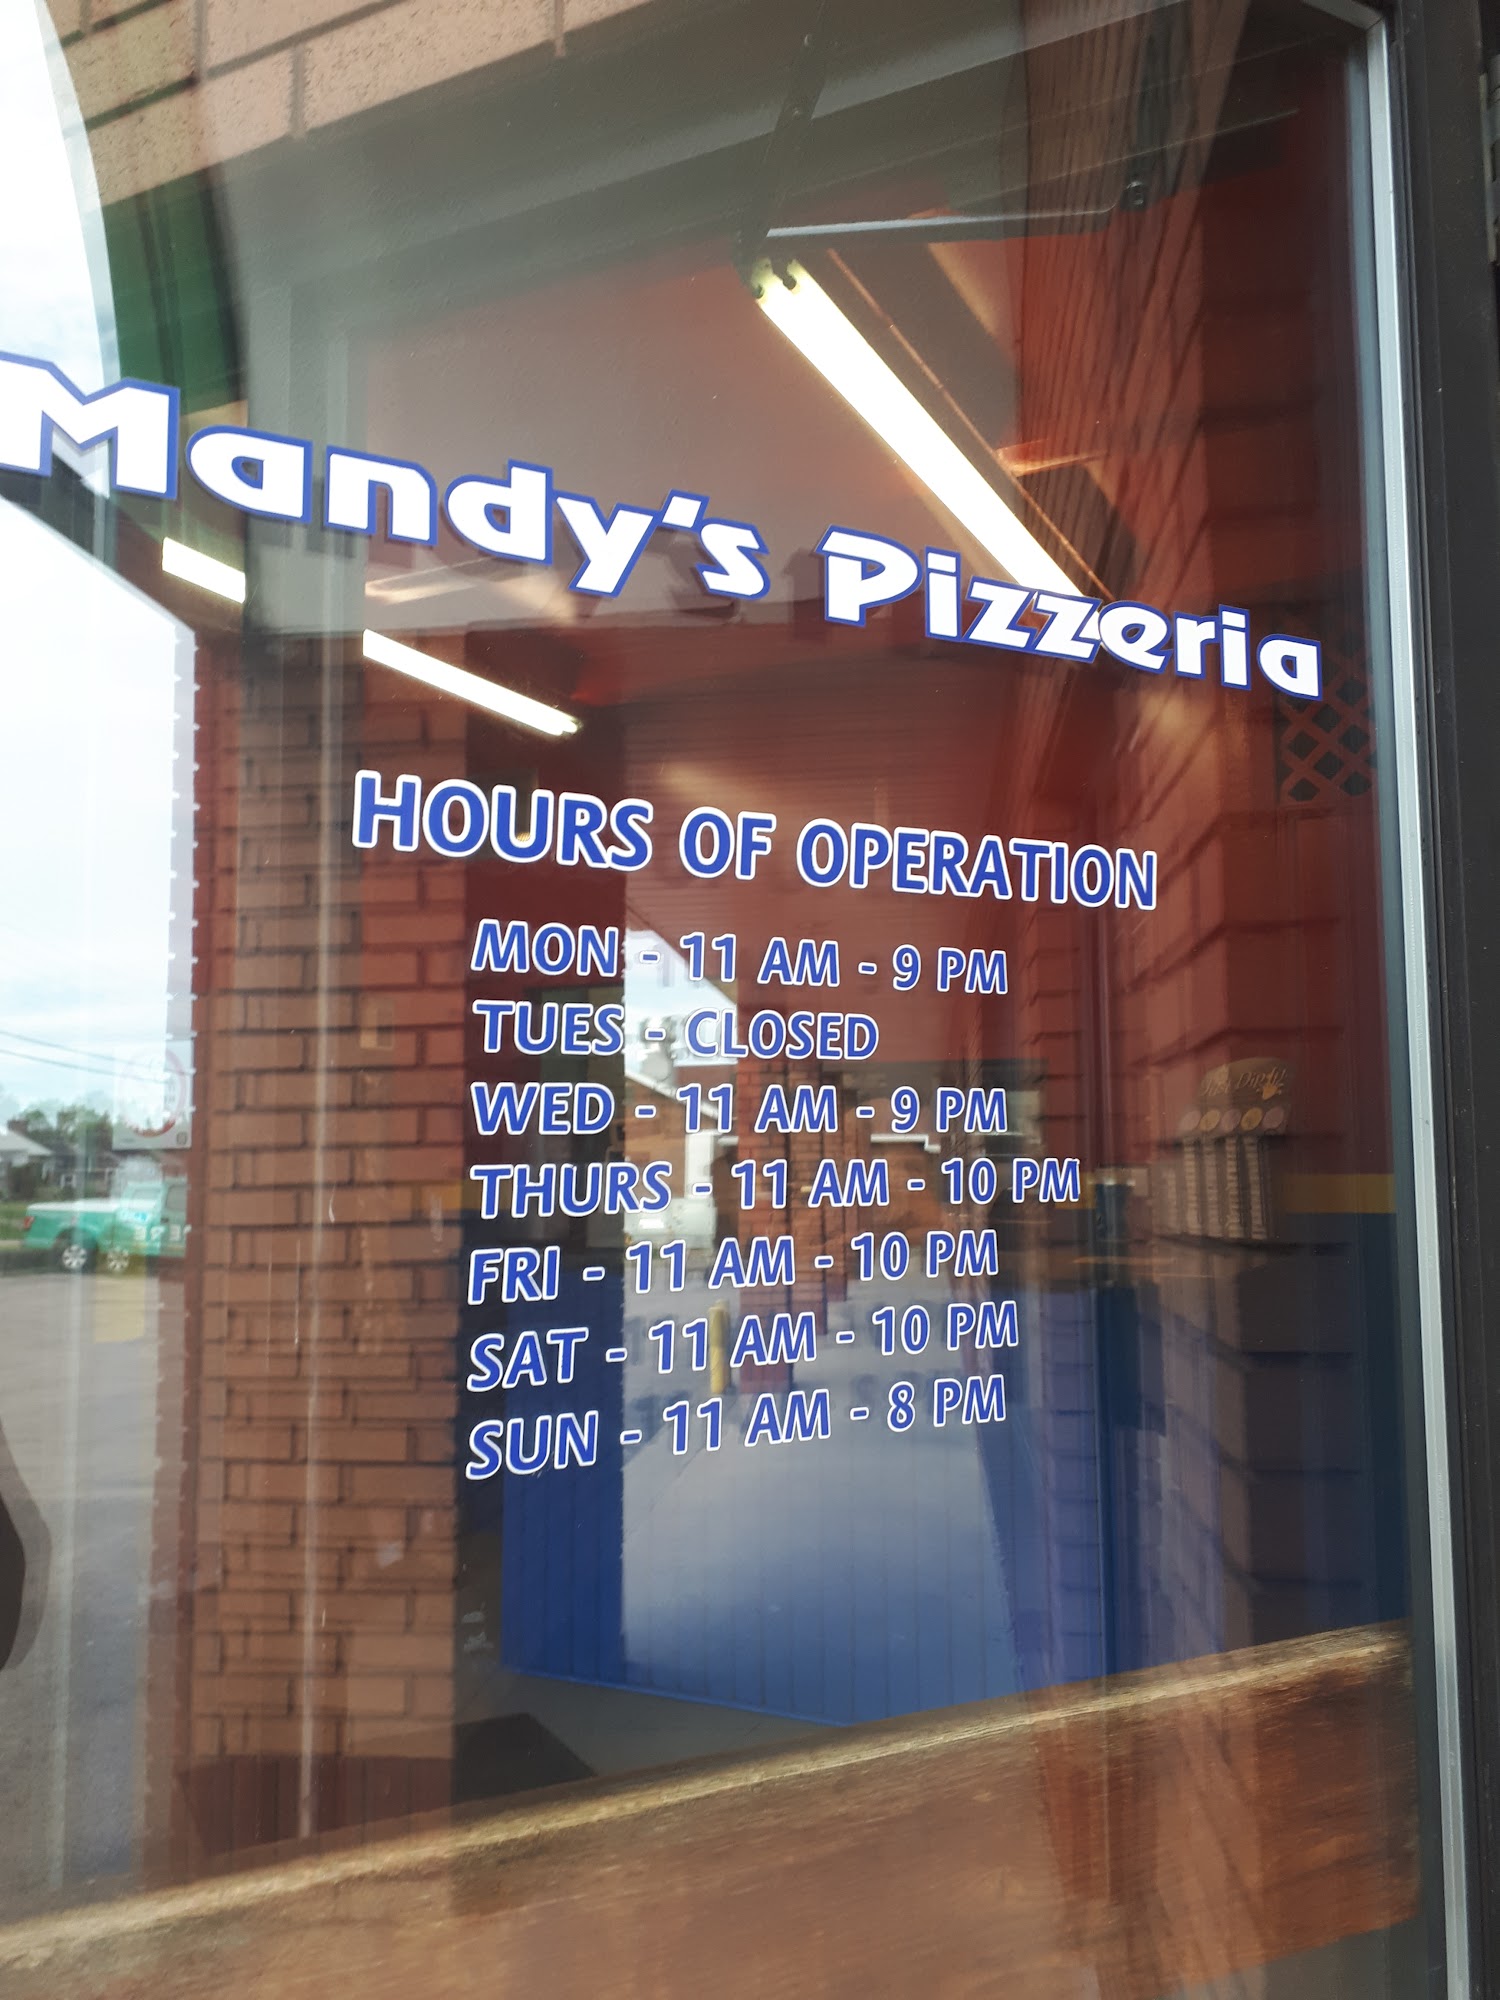 Mandy's Pizzeria
HOURS OF OPERATION
MON - 11 AM - 9 PM
TUES - CLOSED
WED - 11 AM - 9 PM
THURS - 11 AM - 10 PM
FRI - 11 AM - 10 PM
SAT - 11 AM - 10 PM
SUN - 11 AM - 8 PM